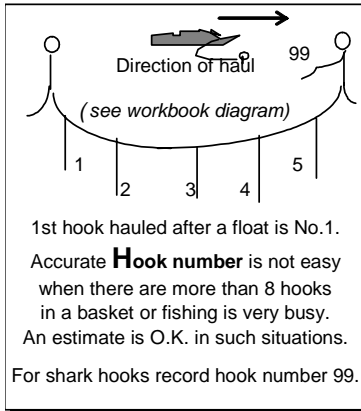 Direction of haul
99
(see workbook diagram)
1
2
3
4
5
1st hook hauled after a float is No.1.
Accurate Hook number is not easy
when there are more than 8 hooks
in a basket or fishing is very busy.
An estimate is O.K. in such situations.
For shark hooks record hook number 99.